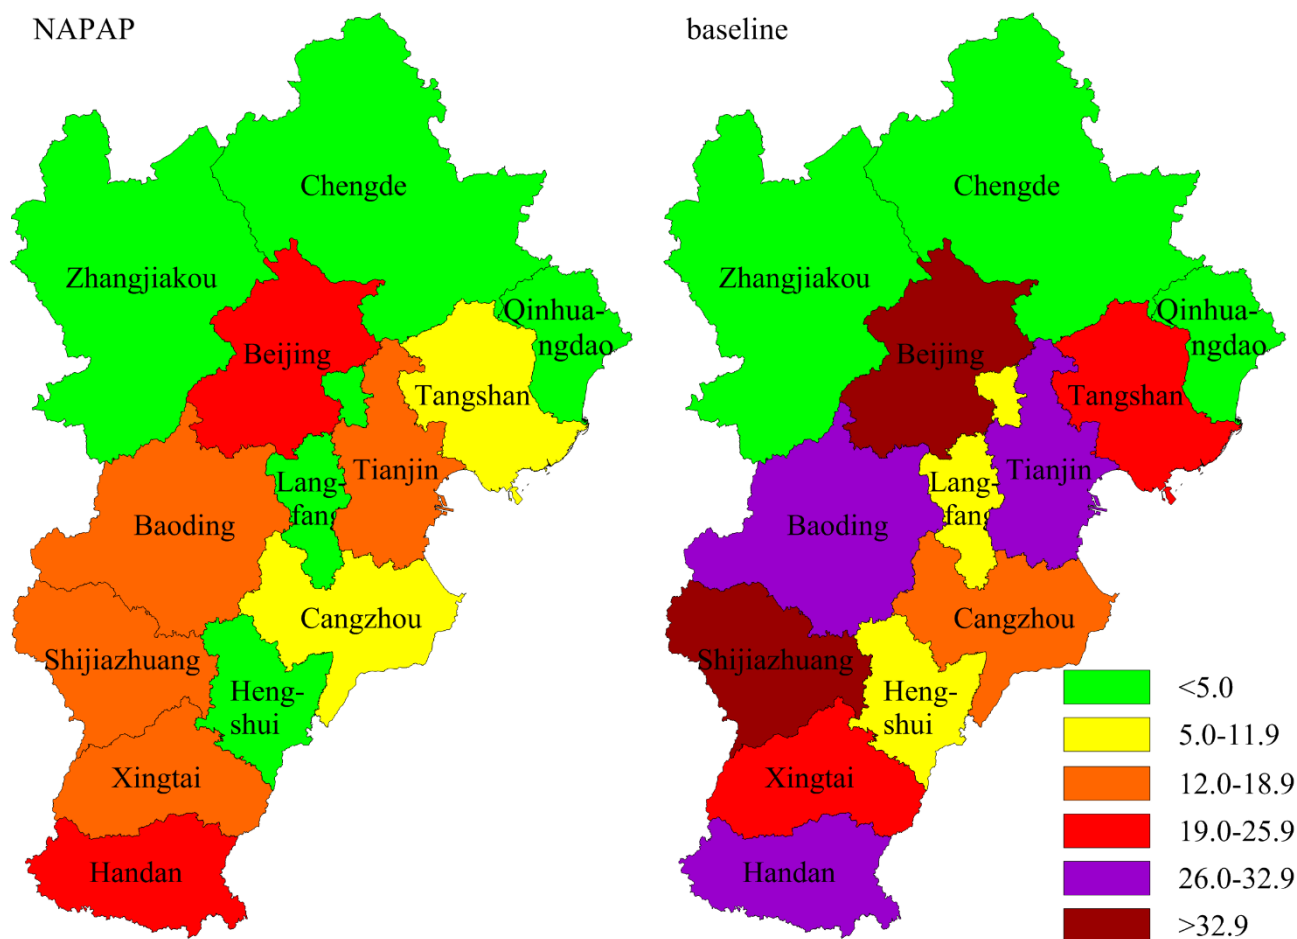 NAPAP
Chengde
Zhangjiakou
Qinhua-
ngdao
Beijing
Tangshan
Tianjin
Lang-
fang
Baoding
Cangzhou
Shijiazhuang
Heng-
shui
Xingtai
Handan
baseline
Chengde
Zhangjiakou
Qinhua-
ngdao
Beijing
Tangshan
Tianjin
Lang-
fang
Baoding
Cangzhou
Shijiazhuang
Heng-
shui
Xingtai
Handan
<5.0
5.0-11.9
12.0-18.9
19.0-25.9
26.0-32.9
>32.9